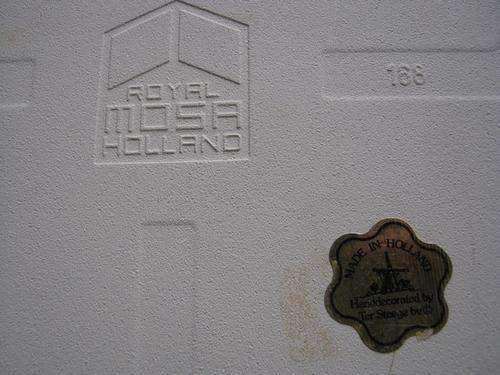 ROYAL
MOSA
HOLLAND
168
MADE IN HOLLAND
Handdecorated by
Ter Steege bv